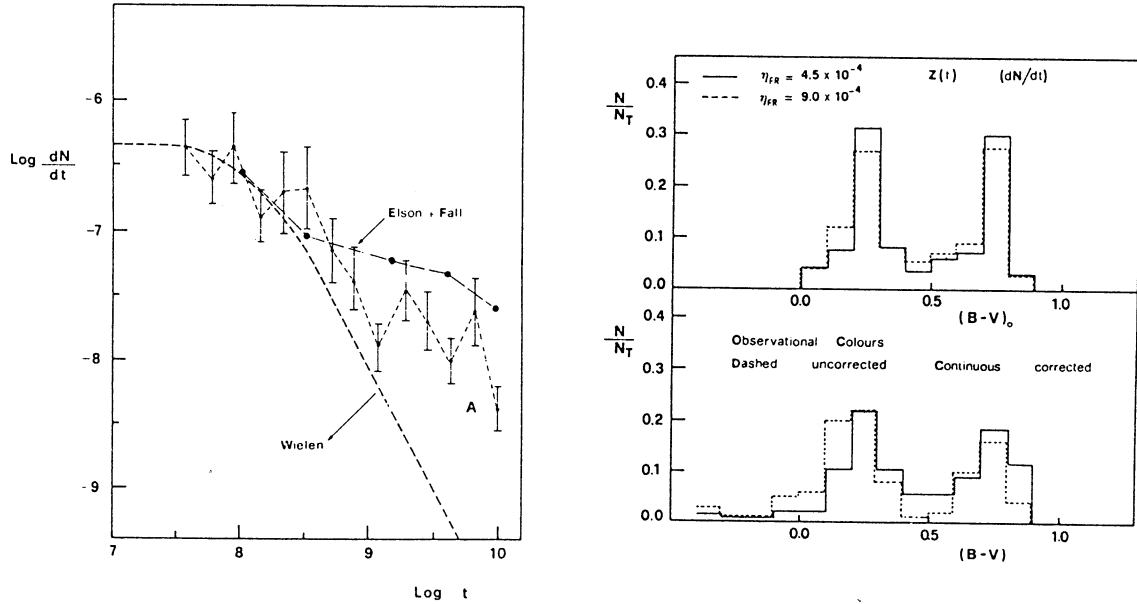 -6
-7
-8
-9
Log dN/dt
Elson + Fall
Wielen
A
7
8
9
10
Log t
0.4
0.3
0.2
0.1
0.0
N/N_T
η_FR = 4.5 x 10^-4
η_FR = 9.0 x 10^-4
Z(t) (dN/dt)
0.0
0.5
1.0
(B-V)_o
0.4
0.3
0.2
0.1
0.0
N/N_T
Observational Colours
Dashed uncorrected Continuous corrected
0.0
0.5
1.0
(B-V)